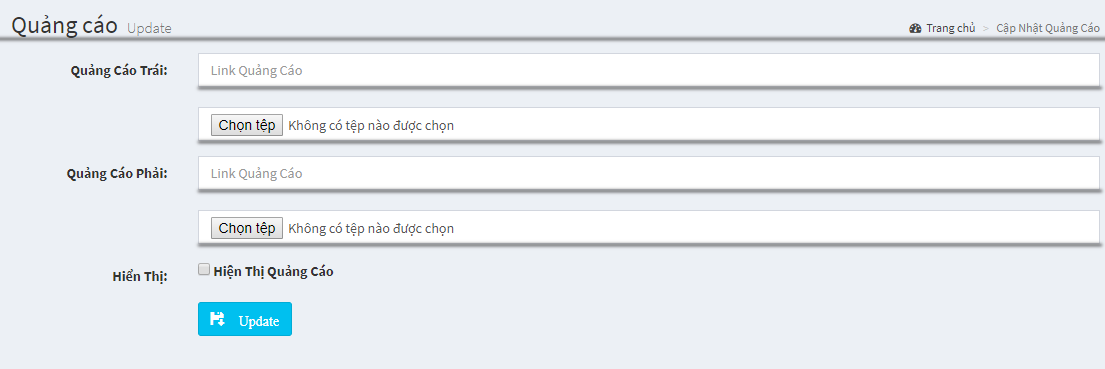 Quảng cáo Update
Trang chủ > Cập Nhật Quảng Cáo
Quảng Cáo Trái: Link Quảng Cáo
Chọn tệp Không có tệp nào được chọn
Quảng Cáo Phải: Link Quảng Cáo
Chọn tệp Không có tệp nào được chọn
Hiển Thị: Hiện Thị Quảng Cáo
Update